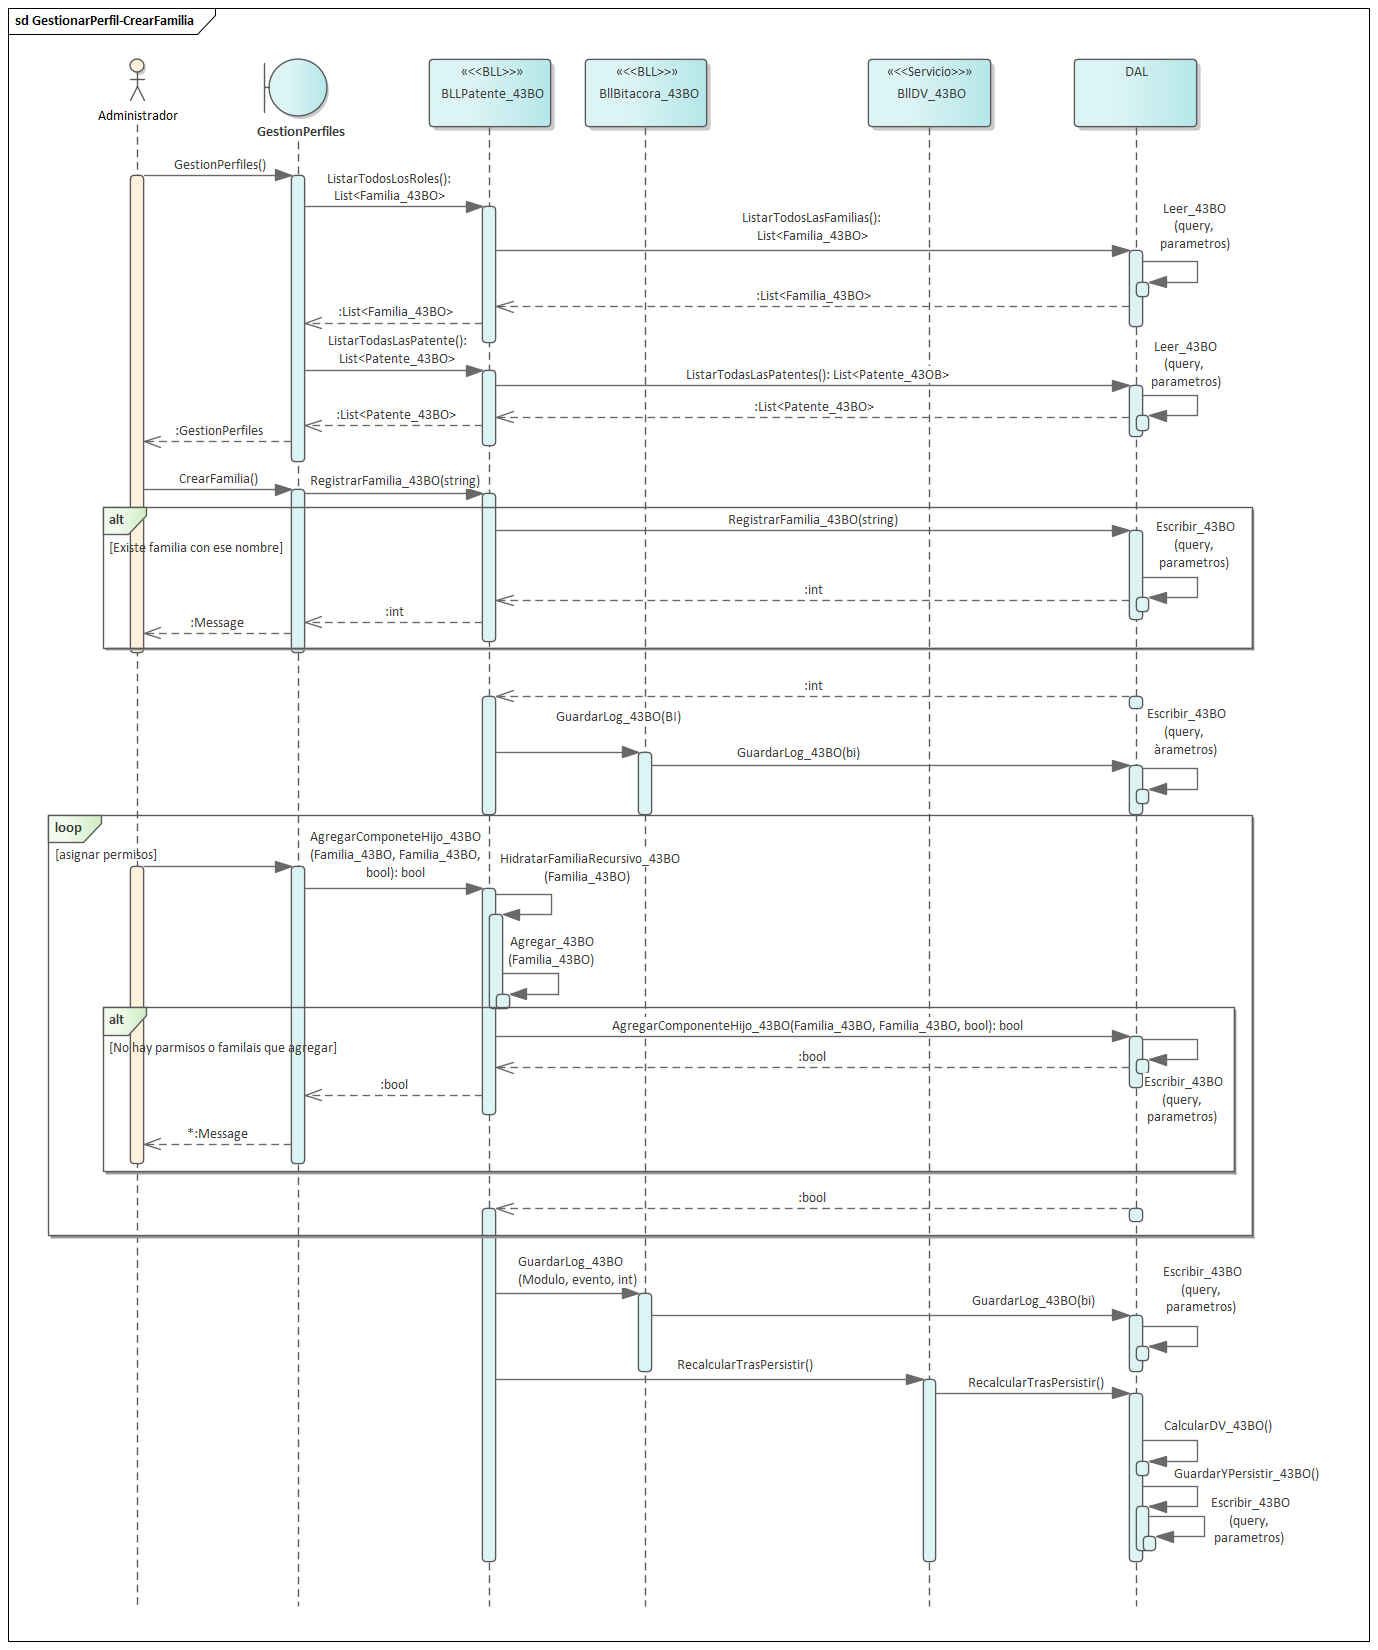 sd GestionarPerfil-CrearFamilia
Administrador
GestionPerfiles
«<<BLL>>»
BLLPatente_43BO
«<<BLL>>»
BllBitacora_43BO
«<<Servicio>>»
BllDV_43BO
DAL
GestionPerfiles()
ListarTodosLosRoles():
List<Familia_43BO>
ListarTodosLasFamilias():
List<Familia_43BO>
Leer_43BO
(query,
parametros)
:List<Familia_43BO>
:List<Familia_43BO>
ListarTodasLasPatente():
List<Patente_43BO>
ListarTodasLasPatentes(): List<Patente_43OB>
Leer_43BO
(query,
parametros)
:List<Patente_43BO>
:List<Patente_43BO>
:GestionPerfiles
CrearFamilia()
RegistrarFamilia_43BO(string)
alt
[Existe familia con ese nombre]
RegistrarFamilia_43BO(string)
Escribir_43BO
(query,
parametros)
:int
:int
:Message
:int
GuardarLog_43BO(BI)
Escribir_43BO
(query,
àrametros)
GuardarLog_43BO(bi)
loop
[asignar permisos]
AgregarComponeteHijo_43BO
(Familia_43BO, Familia_43BO,
bool): bool
HidratarFamiliaRecursivo_43BO
(Familia_43BO)
Agregar_43BO
(Familia_43BO)
alt
[No hay parmisos o familais que agregar]
AgregarComponenteHijo_43BO(Familia_43BO, Familia_43BO, bool): bool
:bool
Escribir_43BO
(query,
parametros)
:bool
*:Message
:bool
GuardarLog_43BO
(Modulo, evento, int)
Escribir_43BO
(query,
parametros)
GuardarLog_43BO(bi)
RecalcularTrasPersistir()
RecalcularTrasPersistir()
CalcularDV_43BO()
GuardarYPersistir_43BO()
Escribir_43BO
(query,
parametros)